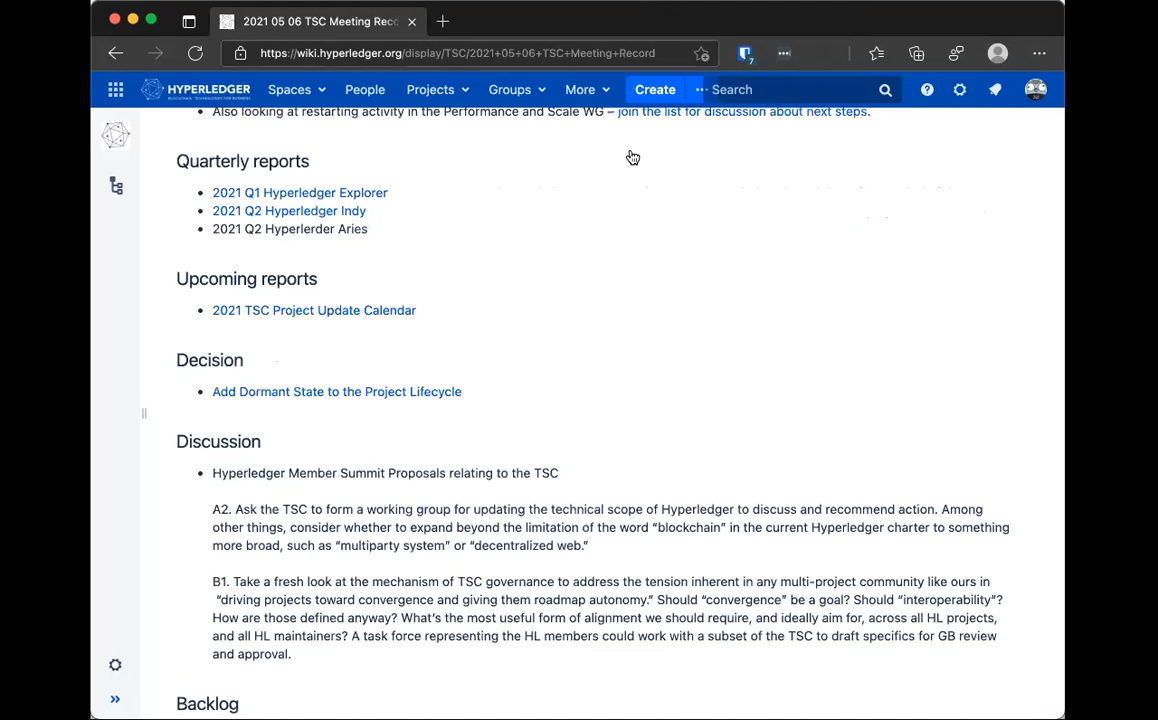 2021 05 06 TSC Meeting Reco
https://wiki.hyperledger.org/display/TSC/2021+05+06+TSC+Meeting+Record
7
HYPERLEDGER
Spaces
People
Projects
Groups
More
Create
Search
Also looking at restarting activity in the Performance and Scale WG – join the list for discussion about next steps.
Quarterly reports
2021 Q1 Hyperledger Explorer
2021 Q2 Hyperledger Indy
2021 Q2 Hyperlerder Aries
Upcoming reports
2021 TSC Project Update Calendar
Decision
Add Dormant State to the Project Lifecycle
Discussion
Hyperledger Member Summit Proposals relating to the TSC
A2. Ask the TSC to form a working group for updating the technical scope of Hyperledger to discuss and recommend action. Among
other things, consider whether to expand beyond the limitation of the word “blockchain” in the current Hyperledger charter to something
more broad, such as “multiparty system” or “decentralized web.”
B1. Take a fresh look at the mechanism of TSC governance to address the tension inherent in any multi-project community like ours in
“driving projects toward convergence and giving them roadmap autonomy.” Should “convergence” be a goal? Should “interoperability”?
How are those defined anyway? What’s the most useful form of alignment we should require, and ideally aim for, across all HL projects,
and all HL maintainers? A task force representing the HL members could work with a subset of the TSC to draft specifics for GB review
and approval.
Backlog